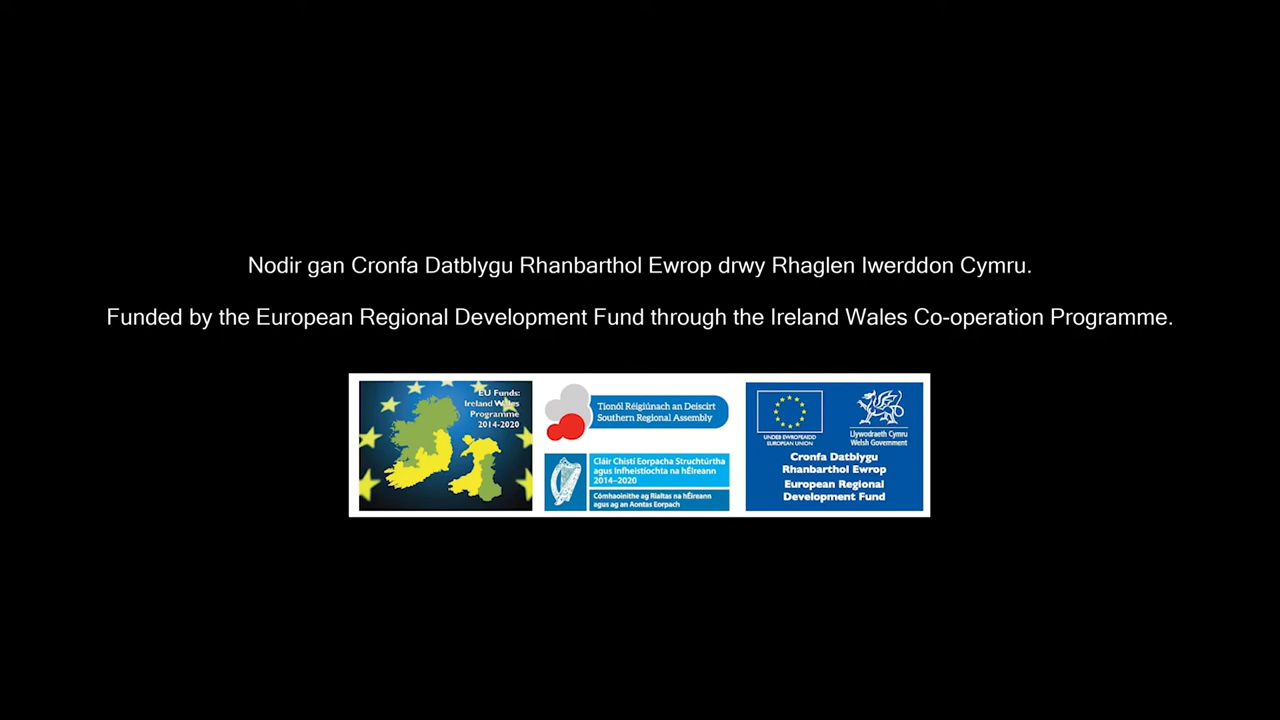 Nodir gan Cronfa Datblygu Rhanbarthol Ewrop drwy Rhaglen Iwerddon Cymru.
Funded by the European Regional Development Fund through the Ireland Wales Co-operation Programme.
EU Funds:
Ireland Wales
Programme
2014-2020
Tionól Réigiúnach an Deiscirt
Southern Regional Assembly
Cláir Chistí Eorpacha Struchtúrtha
agus Infheistíochta na hÉireann
2014–2020
Cómhaoinithe ag Rialtas na hÉireann
agus ag an Aontas Eorpach
UNDEB EWROPEAIDD
EUROPEAN UNION
Llywodraeth Cymru
Welsh Government
Cronfa Datblygu
Rhanbarthol Ewrop
European Regional
Development Fund